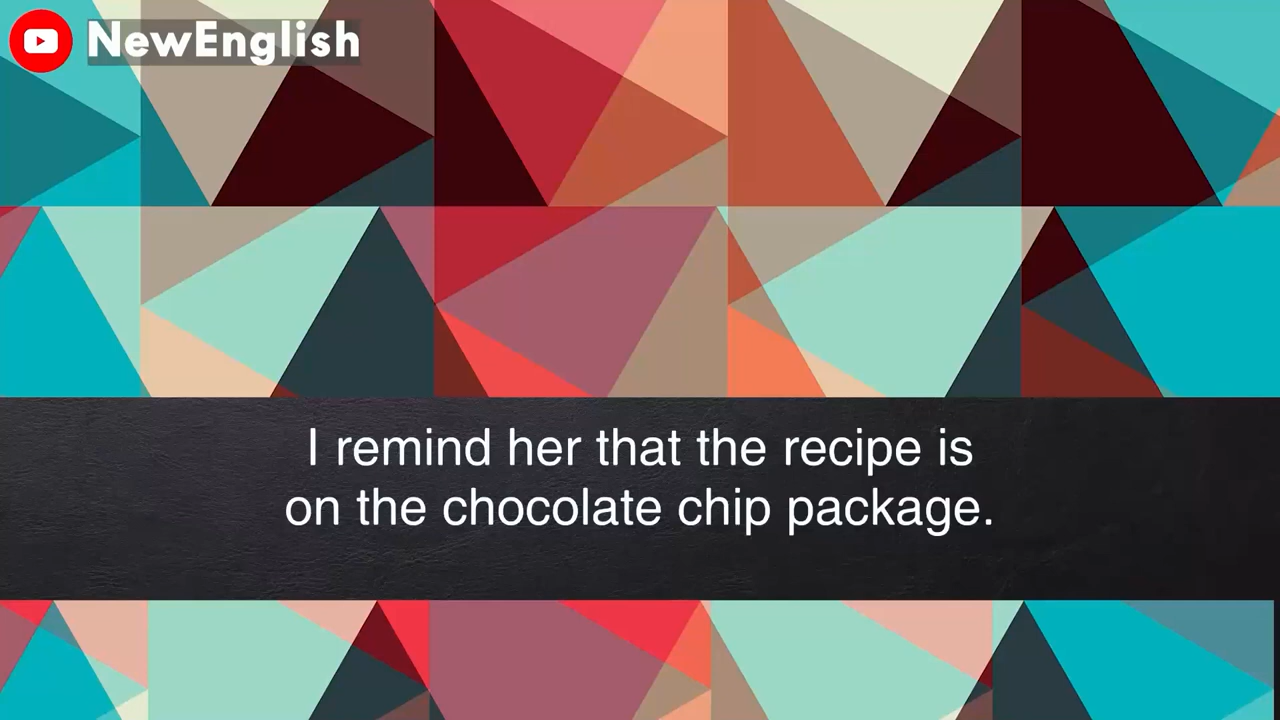 NewEnglish
I remind her that the recipe is
on the chocolate chip package.